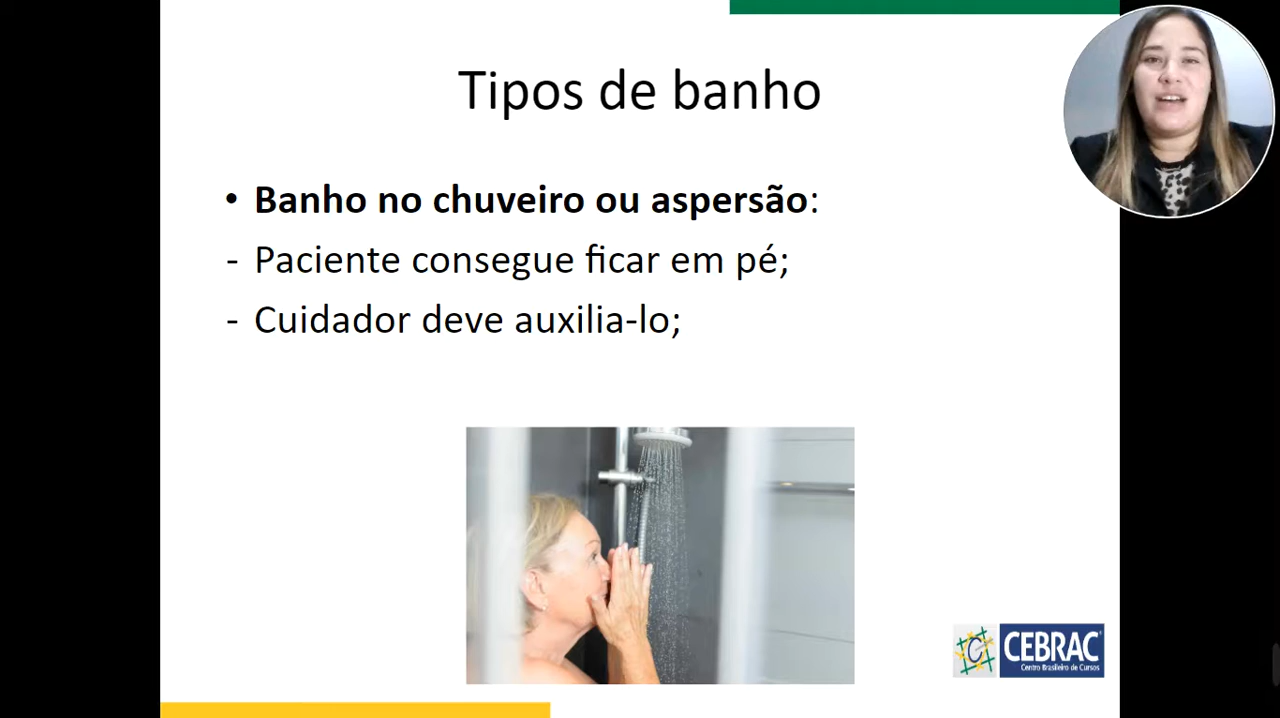 Tipos de banho
• Banho no chuveiro ou aspersão:
- Paciente consegue ficar em pé;
- Cuidador deve auxilia-lo;
CEBRAC
Centro Brasileiro de Cursos